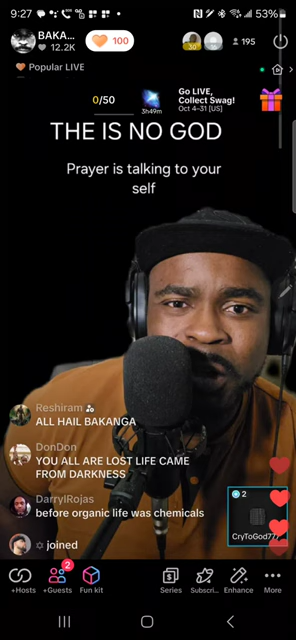 9:27
53%
BAKA...
12.2K
100
30
195
Popular LIVE
0/50
3h49m
Go LIVE,
Collect Swag!
Oct 4–31 [US]
THE IS NO GOD
Prayer is talking to your
self
Reshiram
ALL HAIL BAKANGA
DonDon
YOU ALL ARE LOST LIFE CAME
FROM DARKNESS
DarrylRojas
before organic life was chemicals
joined
2
CryToGod777
2
+Hosts
+Guests
Fun kit
Series
Subscri...
Enhance
More